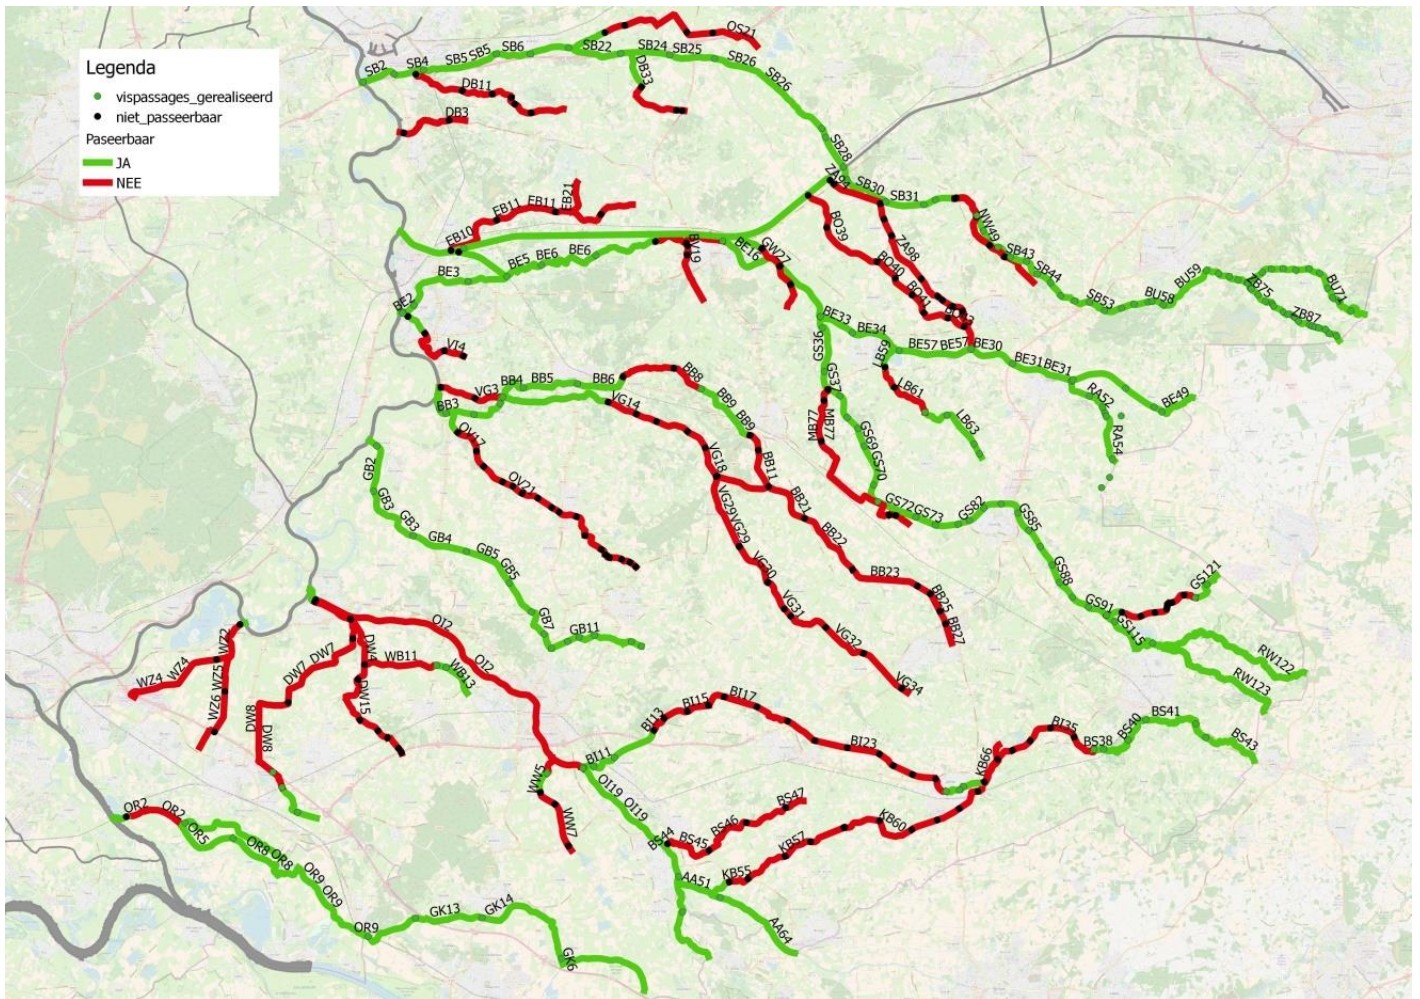 Legenda
vispassages_gerealiseerd
niet_passeerbaar
Paseerbaar
JA
NEE
OS21
SB2
SB4
SB5
SB5
SB6
SB22
SB24
SB25
SB26
SB26
DB11
DB33
DB3
SB28
ZA94
SB30
SB31
EB10
EB11
EB11
EB21
BO39
ZA98
NW49
SB43
SB44
BV19
BE16
GW27
BE3
BE5
BE6
BE6
BO40
BO41
SB53
BU58
BU59
ZB75
BU71
ZB87
BE2
VI4
BE33
BE34
BE57
BE57
BE30
BE31
BE31
GS36
LB59
LB61
LB63
RA52
BE49
RA54
GS37
MB77
MB77
GS69
GS70
VG3
BB3
BB4
BB5
BB6
BB8
BB9
BB9
VG14
OV17
OV21
VG18
BB11
GB2
GB3
GB3
GB4
GB5
GB5
GB7
GB11
VG29
VG29
VG30
VG31
VG32
VG34
BB21
BB22
BB23
BB25
BB27
GS72
GS73
GS82
GS85
GS88
GS91
GS115
GS121
RW122
RW123
WZ2
WZ4
WZ4
WZ5
WZ6
OI2
OI2
DW4
DW7
DW7
WB11
WB13
DW15
DW8
DW8
BI11
BI13
BI15
BI17
BI23
KB66
BI35
BS38
BS40
BS41
BS43
WW5
WW7
OI19
OI19
BS44
BS45
BS46
BS47
KB55
KB57
KB60
AA51
AA64
OR2
OR2
OR5
OR8
OR8
OR9
OR9
OR9
GK13
GK14
GK6